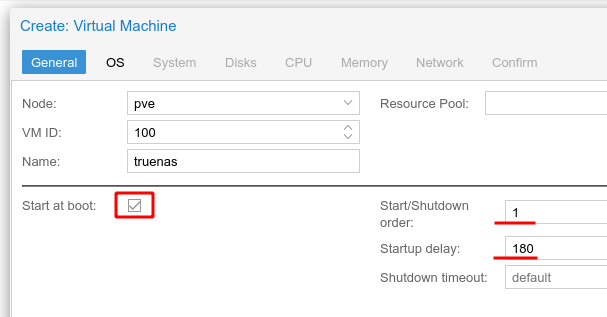 Create: Virtual Machine
General OS System Disks CPU Memory Network Confirm
Node: pve Resource Pool:
VM ID: 100
Name: truenas
Start at boot: Start/Shutdown order: 1
Startup delay: 180
Shutdown timeout: default